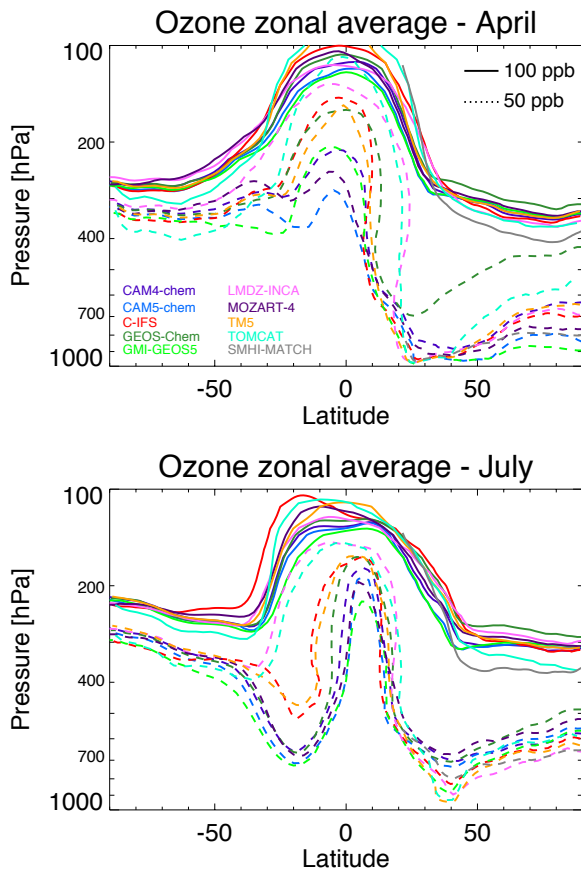 Ozone zonal average - April
100
200
400
700
1000
Pressure [hPa]
100 ppb
50 ppb
CAM4-chem LMDZ-INCA
CAM5-chem MOZART-4
C-IFS TM5
GEOS-Chem TOMCAT
GMI-GEOS5 SMHI-MATCH
-50 0 50
Latitude
Ozone zonal average - July
100
200
400
700
1000
Pressure [hPa]
-50 0 50
Latitude